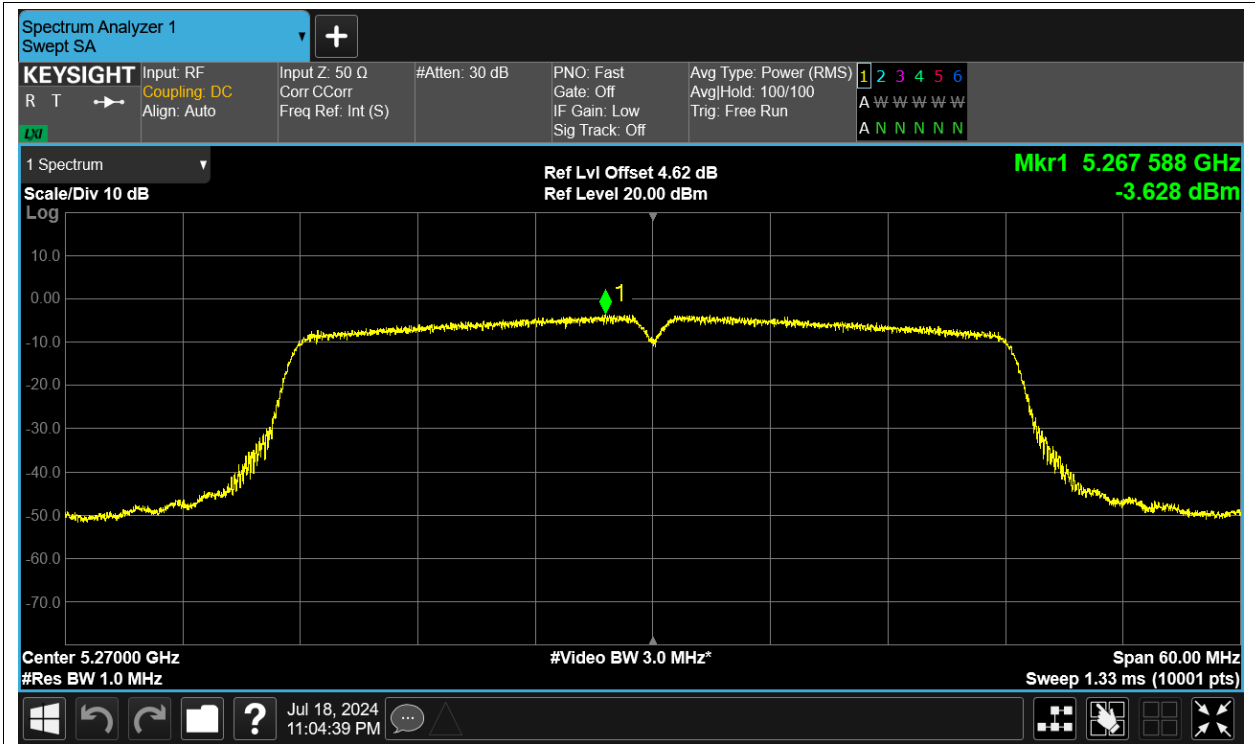 Spectrum Analyzer 1
Swept SA
KEYSIGHT
R T
LXI
Input: RF
Coupling: DC
Align: Auto
Input Z: 50 Ω
Corr CCorr
Freq Ref: Int (S)
#Atten: 30 dB
PNO: Fast
Gate: Off
IF Gain: Low
Sig Track: Off
Avg Type: Power (RMS)
Avg|Hold: 100/100
Trig: Free Run
1 2 3 4 5 6
A W W W W W
A N N N N N
1 Spectrum
Scale/Div 10 dB
Log
Ref Lvl Offset 4.62 dB
Ref Level 20.00 dBm
Mkr1 5.267 588 GHz
-3.628 dBm
10.0
0.00
1
-10.0
-20.0
-30.0
-40.0
-50.0
-60.0
-70.0
Center 5.27000 GHz
#Res BW 1.0 MHz
#Video BW 3.0 MHz*
Span 60.00 MHz
Sweep 1.33 ms (10001 pts)
?
Jul 18, 2024
11:04:39 PM